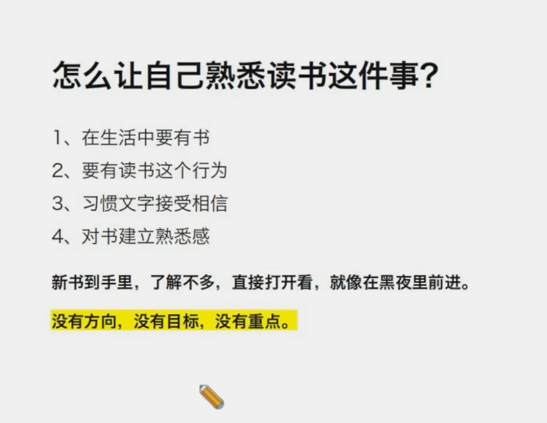 怎么让自己熟悉读书这件事？
1、在生活中要有书
2、要有读书这个行为
3、习惯文字接受相信
4、对书建立熟悉感
新书到手里，了解不多，直接打开看，就像在黑夜里前进。
没有方向，没有目标，没有重点。